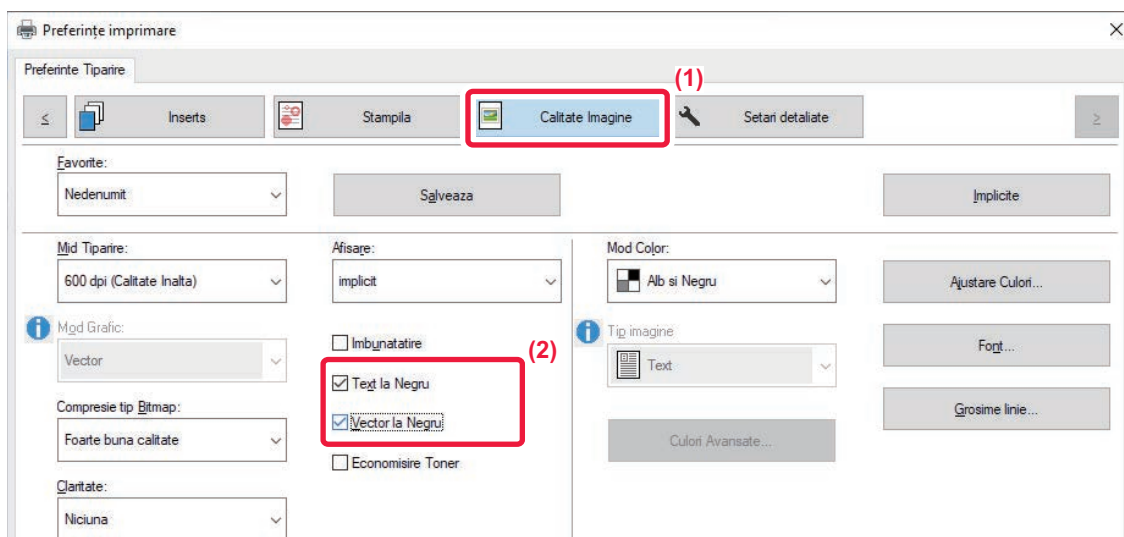 Preferințe imprimare
Preferinte Tiparire
(1)
< Inserts Stampila Calitate Imagine Setari detaliate >
Favorite:
Nedenumit Salveaza Implicite
Mid Tiparire: Afisare: Mod Color:
600 dpi (Calitate Inalta) implicit Alb si Negru Ajustare Culori...
Mod Grafic: Imbunatatire (2) Tip imagine Font...
Vector Text la Negru Text
Compresie tip Bitmap: Vector la Negru Grosime linie...
Foarte buna calitate Culori Avansate...
Economisire Toner
Claritate:
Niciuna